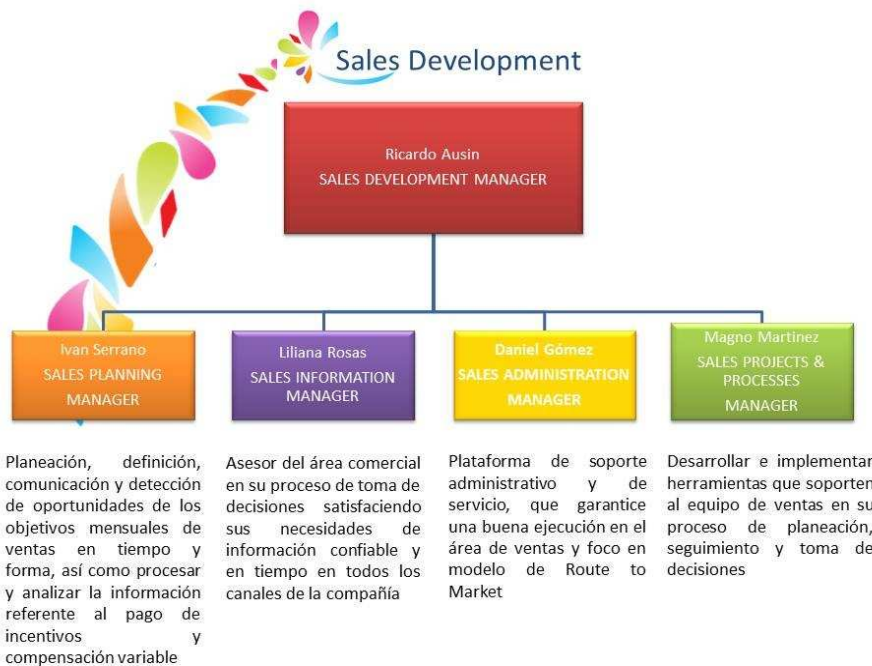 Sales Development
Ricardo Ausin
SALES DEVELOPMENT MANAGER
Ivan Serrano
SALES PLANNING
MANAGER
Liliana Rosas
SALES INFORMATION
MANAGER
Daniel Gómez
SALES ADMINISTRATION
MANAGER
Magno Martinez
SALES PROJECTS &
PROCESSES
MANAGER
Planeación, definición,
comunicación y detección
de oportunidades de los
objetivos mensuales de
ventas en tiempo y
forma, así como procesar
y analizar la información
referente al pago de
incentivos y
compensación variable
Asesor del área comercial
en su proceso de toma de
decisiones satisfaciendo
sus necesidades de
información confiable y
en tiempo en todos los
canales de la compañía
Plataforma de soporte
administrativo y de
servicio, que garantice
una buena ejecución en el
área de ventas y foco en
modelo de Route to
Market
Desarrollar e implementar
herramientas que soporten
al equipo de ventas en su
proceso de planeación,
seguimiento y toma de
decisiones